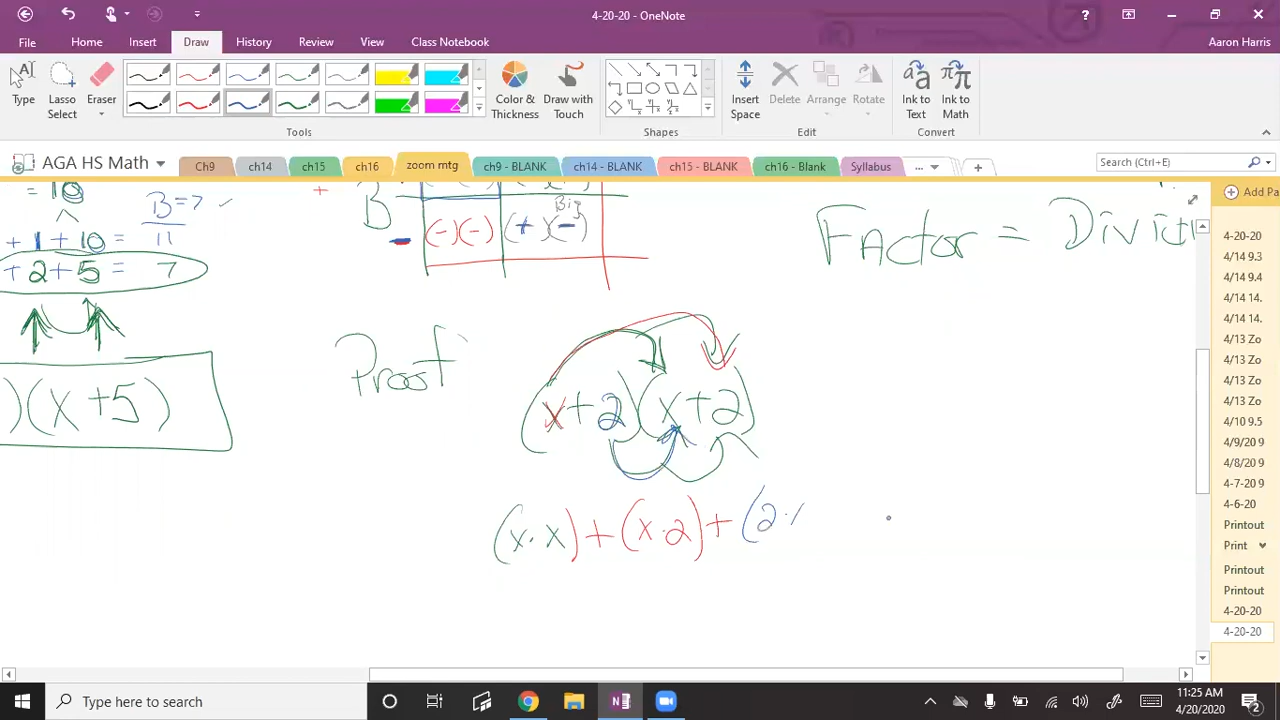 4-20-20 - OneNote
Aaron Harris
File Home Insert Draw History Review View Class Notebook
Type
Lasso Select
Eraser
Color & Thickness
Draw with Touch
Insert Space
Delete
Arrange
Rotate
Ink to Text
Ink to Math
Tools Shapes Edit Convert
AGA HS Math Ch9 ch14 ch15 ch16 zoom mtg ch9 - BLANK ch14 - BLANK ch15 - BLANK ch16 - Blank Syllabus ... +
Search (Ctrl+E)
Add Pa
= 10
B=7
11
+ 1 + 10 =
+ 2 + 5 = 7
)(x +5)
B
Big
(-)(-) (+)(-)
Factor =
Proof
(x+2)(x+2)
(x·x)+(x·2)+(2·
4-20-20
4/14 9.3
4/14 9.4
4/14 14.
4/14 14.
4/13 Zo
4/13 Zo
4/13 Zo
4/13 Zo
4/10 9.5
4/9/20 9
4/8/20 9
4-7-20 9
4-6-20
Printout
Print
Printout
Printout
4-20-20
4-20-20
Type here to search
11:25 AM
4/20/2020
2